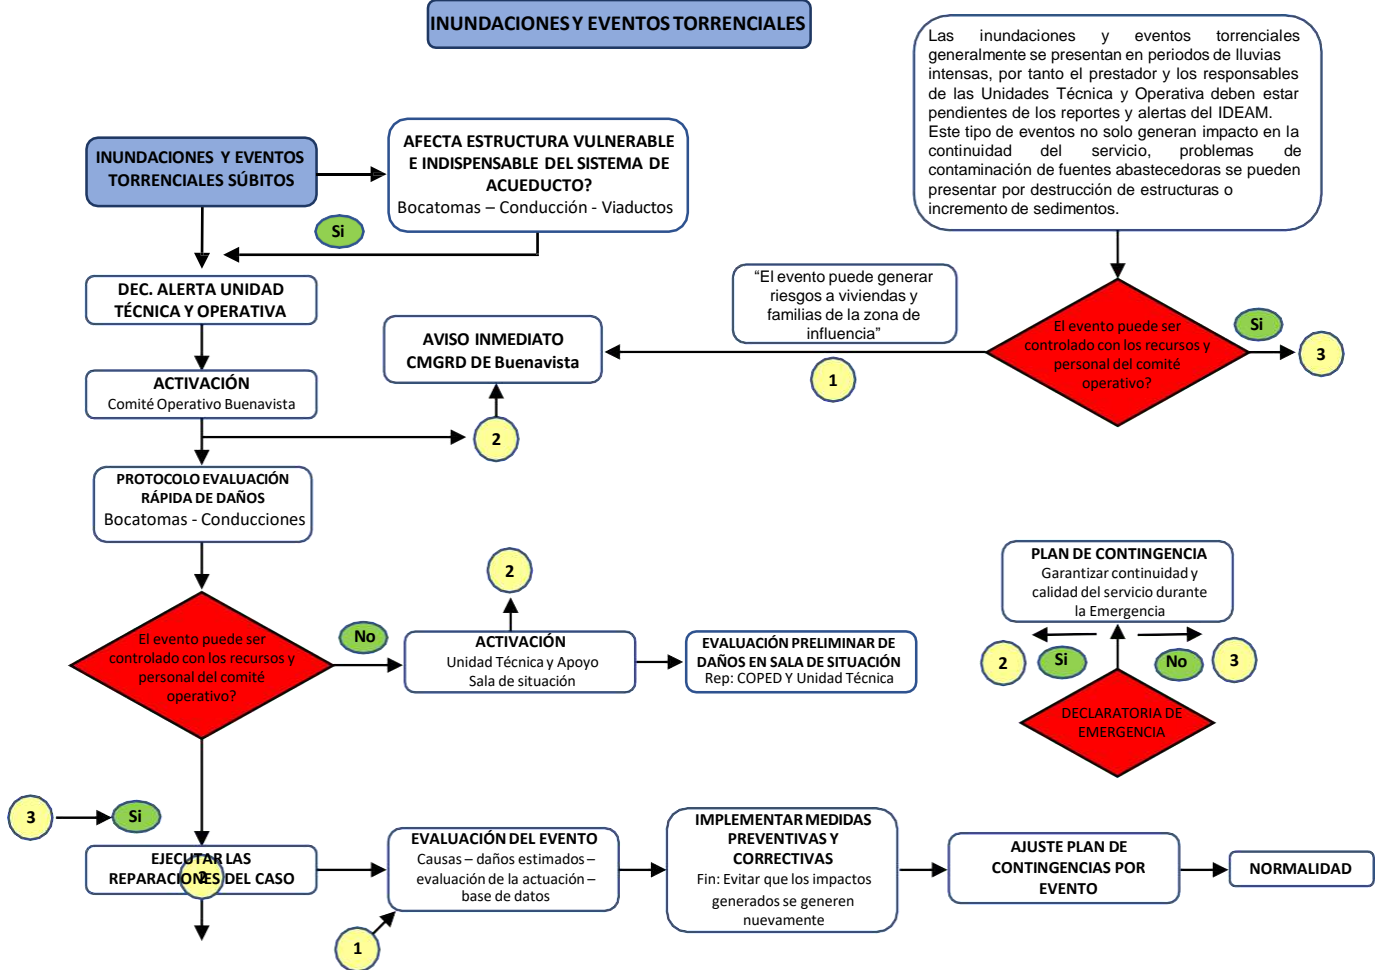 INUNDACIONES Y EVENTOS TORRENCIALES
Las inundaciones y eventos torrenciales
generalmente se presentan en periodos de lluvias
intensas, por tanto el prestador y los responsables
de las Unidades Técnica y Operativa deben estar
pendientes de los reportes y alertas del IDEAM.
Este tipo de eventos no solo generan impacto en la
continuidad del servicio, problemas de
contaminación de fuentes abastecedoras se pueden
presentar por destrucción de estructuras o
incremento de sedimentos.
INUNDACIONES Y EVENTOS
TORRENCIALES SÚBITOS
AFECTA ESTRUCTURA VULNERABLE
E INDISPENSABLE DEL SISTEMA DE
ACUEDUCTO?
Bocatomas – Conducción - Viaductos
Si
DEC. ALERTA UNIDAD
TÉCNICA Y OPERATIVA
“El evento puede generar
riesgos a viviendas y
familias de la zona de
influencia”
1
El evento puede ser
controlado con los recursos y
personal del comité
operativo?
Si
3
AVISO INMEDIATO
CMGRD DE Buenavista
ACTIVACIÓN
Comité Operativo Buenavista
2
PROTOCOLO EVALUACIÓN
RÁPIDA DE DAÑOS
Bocatomas - Conducciones
2
PLAN DE CONTINGENCIA
Garantizar continuidad y
calidad del servicio durante
la Emergencia
El evento puede ser
controlado con los recursos y
personal del comité
operativo?
No
ACTIVACIÓN
Unidad Técnica y Apoyo
Sala de situación
EVALUACIÓN PRELIMINAR DE
DAÑOS EN SALA DE SITUACIÓN
Rep: COPED Y Unidad Técnica
2
Si
No
3
DECLARATORIA DE
EMERGENCIA
3
Si
EJECUTAR LAS
REPARACIONES DEL CASO
2
EVALUACIÓN DEL EVENTO
Causas – daños estimados –
evaluación de la actuación –
base de datos
1
IMPLEMENTAR MEDIDAS
PREVENTIVAS Y
CORRECTIVAS
Fin: Evitar que los impactos
generados se generen
nuevamente
AJUSTE PLAN DE
CONTINGENCIAS POR
EVENTO
NORMALIDAD